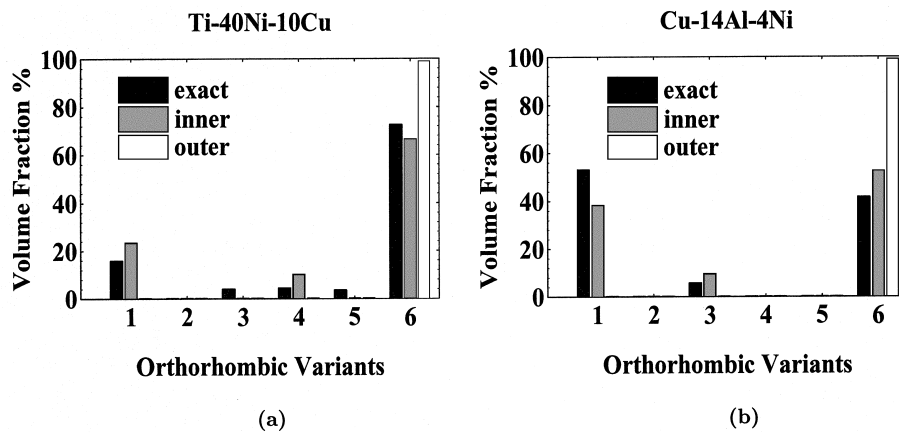 Ti-40Ni-10Cu
Volume Fraction %
100
80
60
40
20
0
exact
inner
outer
1 2 3 4 5 6
Orthorhombic Variants
(a)
Cu-14Al-4Ni
Volume Fraction %
100
80
60
40
20
0
exact
inner
outer
1 2 3 4 5 6
Orthorhombic Variants
(b)